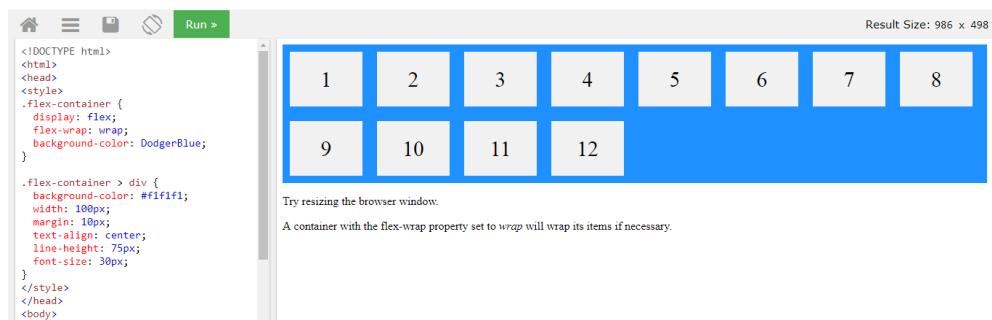 Run »
Result Size: 986 x 498
<!DOCTYPE html>
<html>
<head>
<style>
.flex-container {
  display: flex;
  flex-wrap: wrap;
  background-color: DodgerBlue;
}

.flex-container > div {
  background-color: #f1f1f1;
  width: 100px;
  margin: 10px;
  text-align: center;
  line-height: 75px;
  font-size: 30px;
}
</style>
</head>
<body>
1 2 3 4 5 6 7 8
9 10 11 12
Try resizing the browser window.
A container with the flex-wrap property set to wrap will wrap its items if necessary.